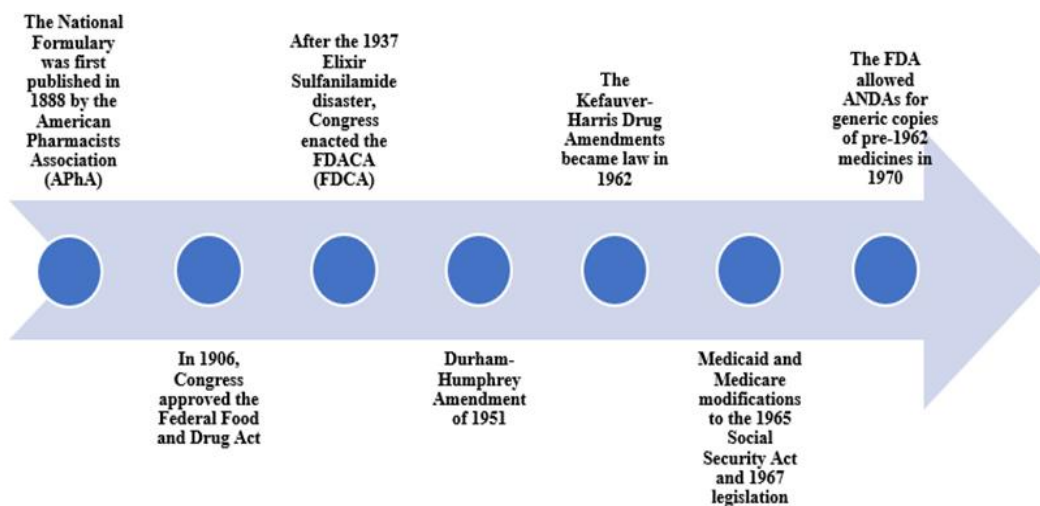 The National
Formulary
was first
published in
1888 by the
American
Pharmacists
Association
(APhA)
In 1906,
Congress
approved the
Federal Food
and Drug Act
After the 1937
Elixir
Sulfanilamide
disaster,
Congress
enacted the
FDACA
(FDCA)
Durham-
Humphrey
Amendment
of 1951
The
Kefauver-
Harris Drug
Amendments
became law in
1962
Medicaid and
Medicare
modifications
to the 1965
Social
Security Act
and 1967
legislation
The FDA
allowed
ANDAs for
generic copies
of pre-1962
medicines in
1970